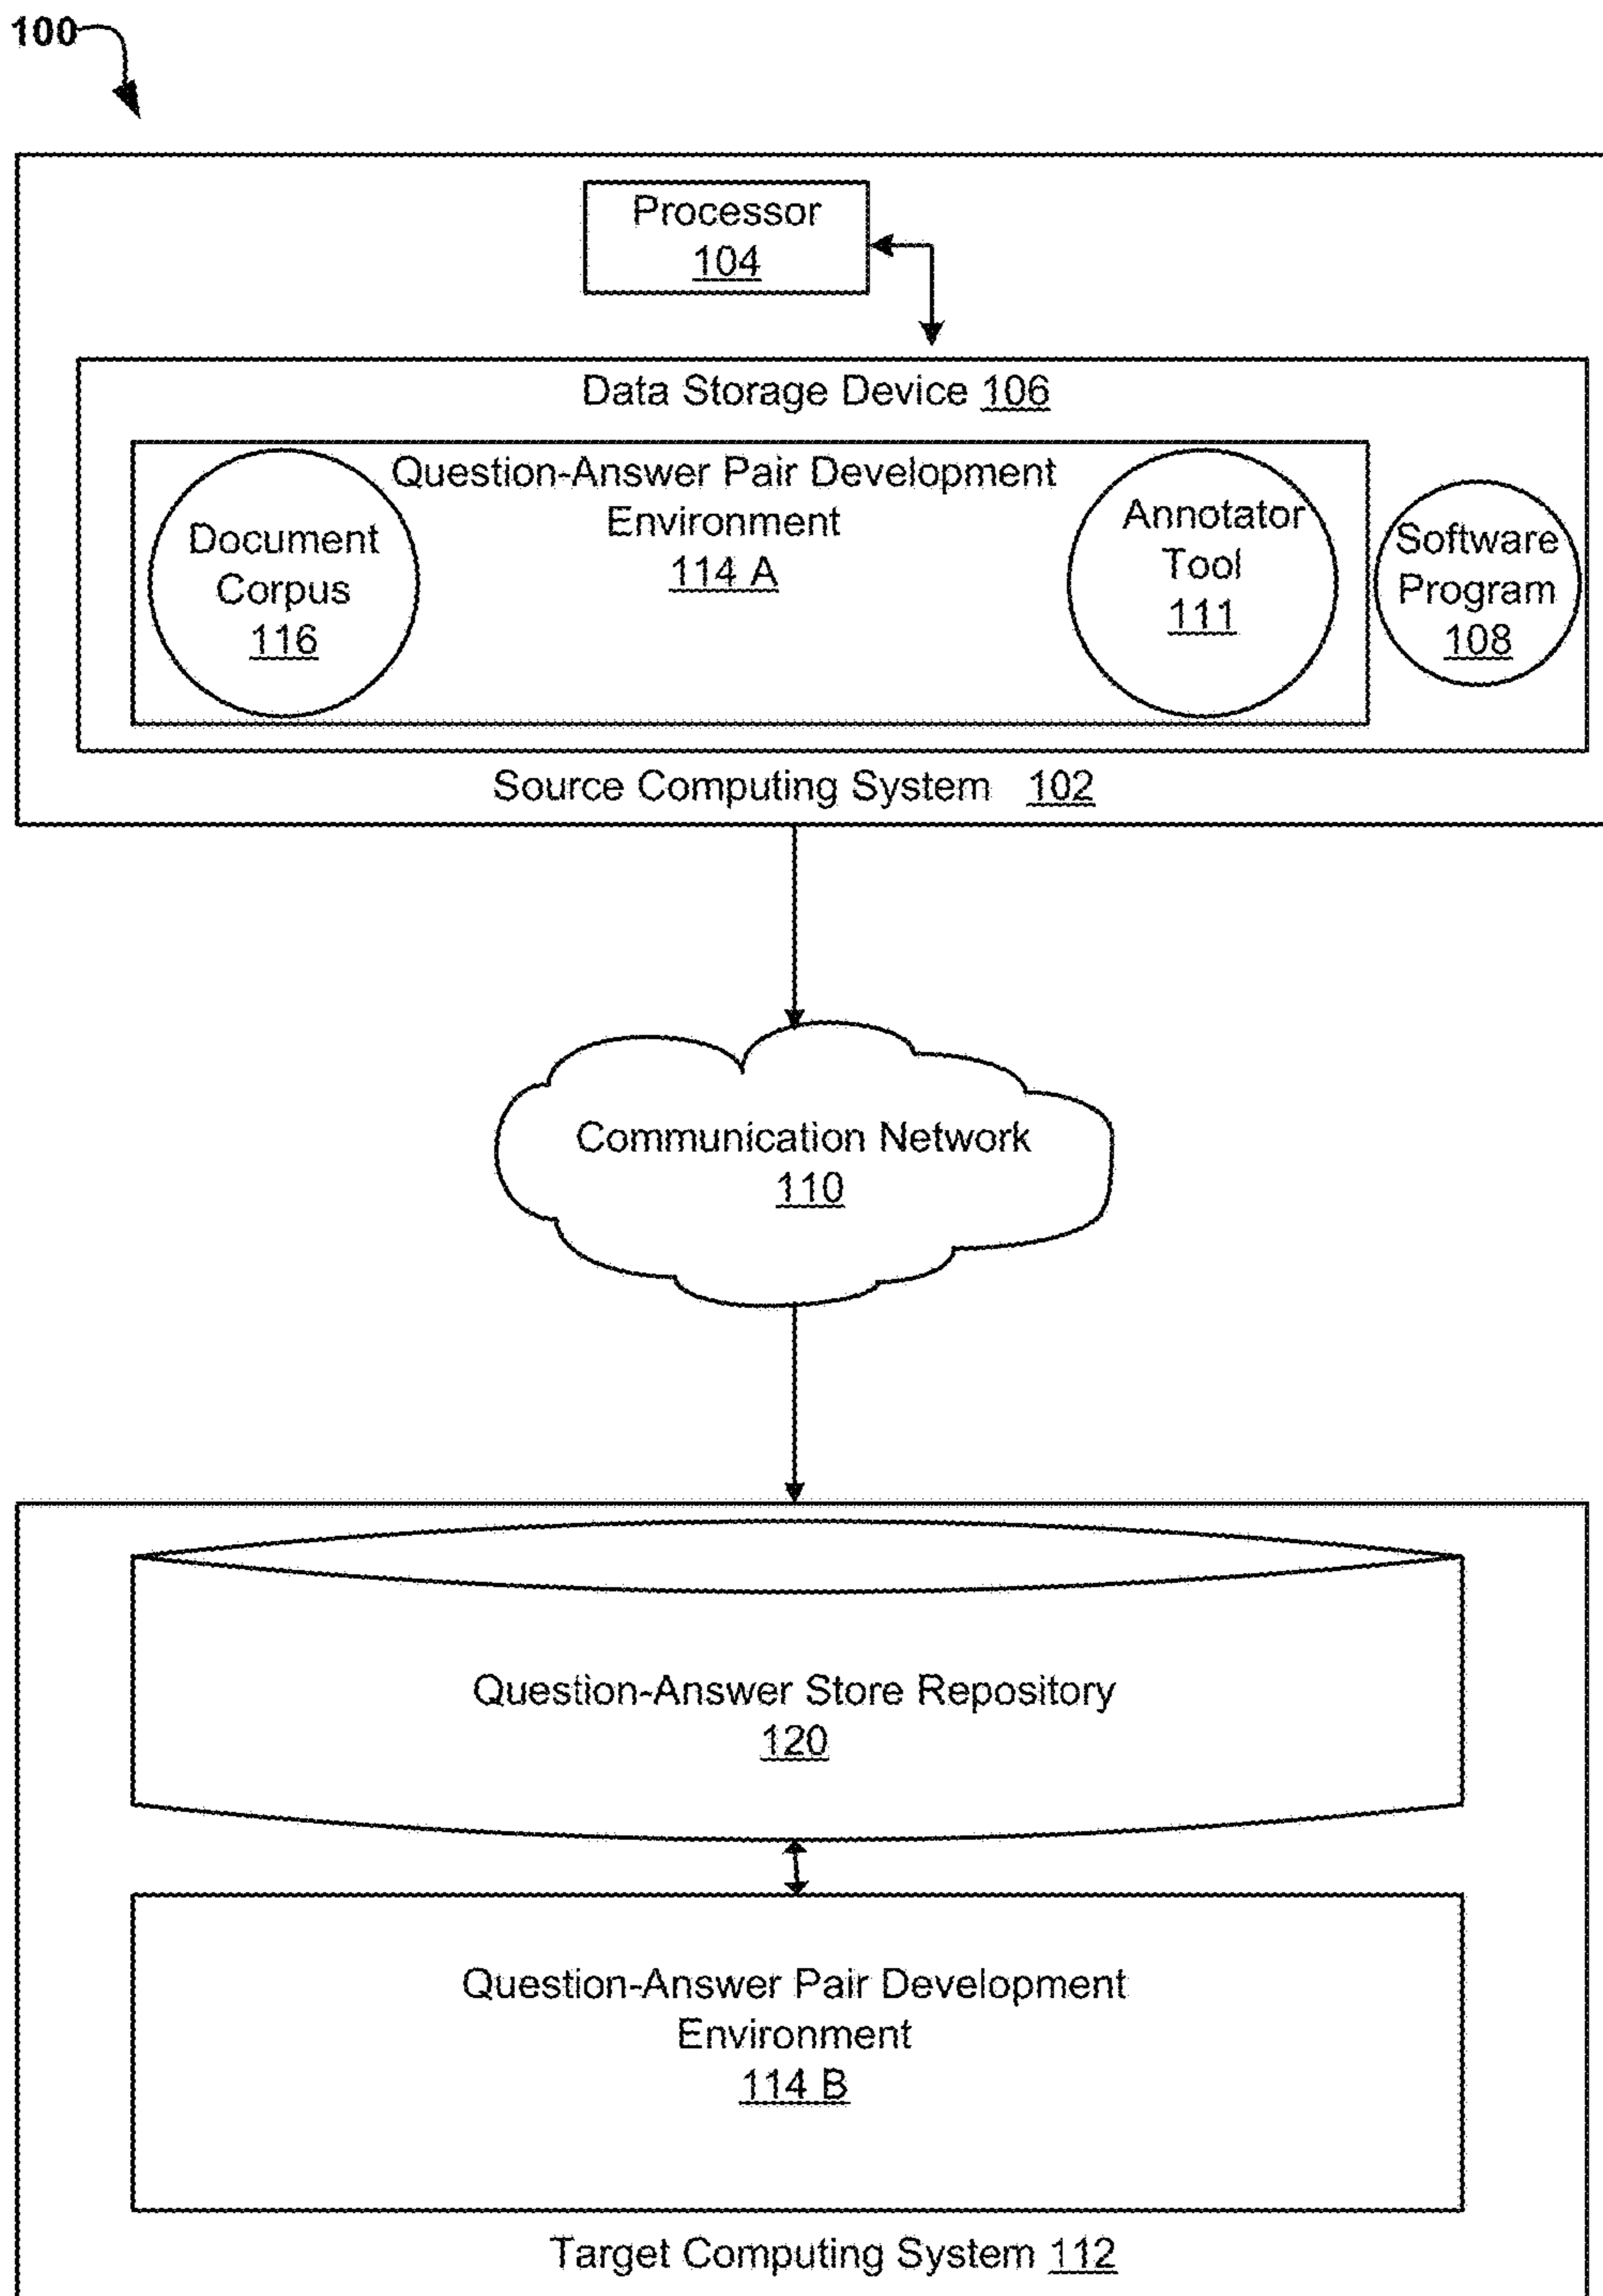 100
Processor
104
Data Storage Device 106
Question-Answer Pair Development
Environment
114 A
Document
Corpus
116
Annotator
Tool
111
Software
Program
108
Source Computing System 102
Communication Network
110
Question-Answer Store Repository
120
Question-Answer Pair Development
Environment
114 B
Target Computing System 112